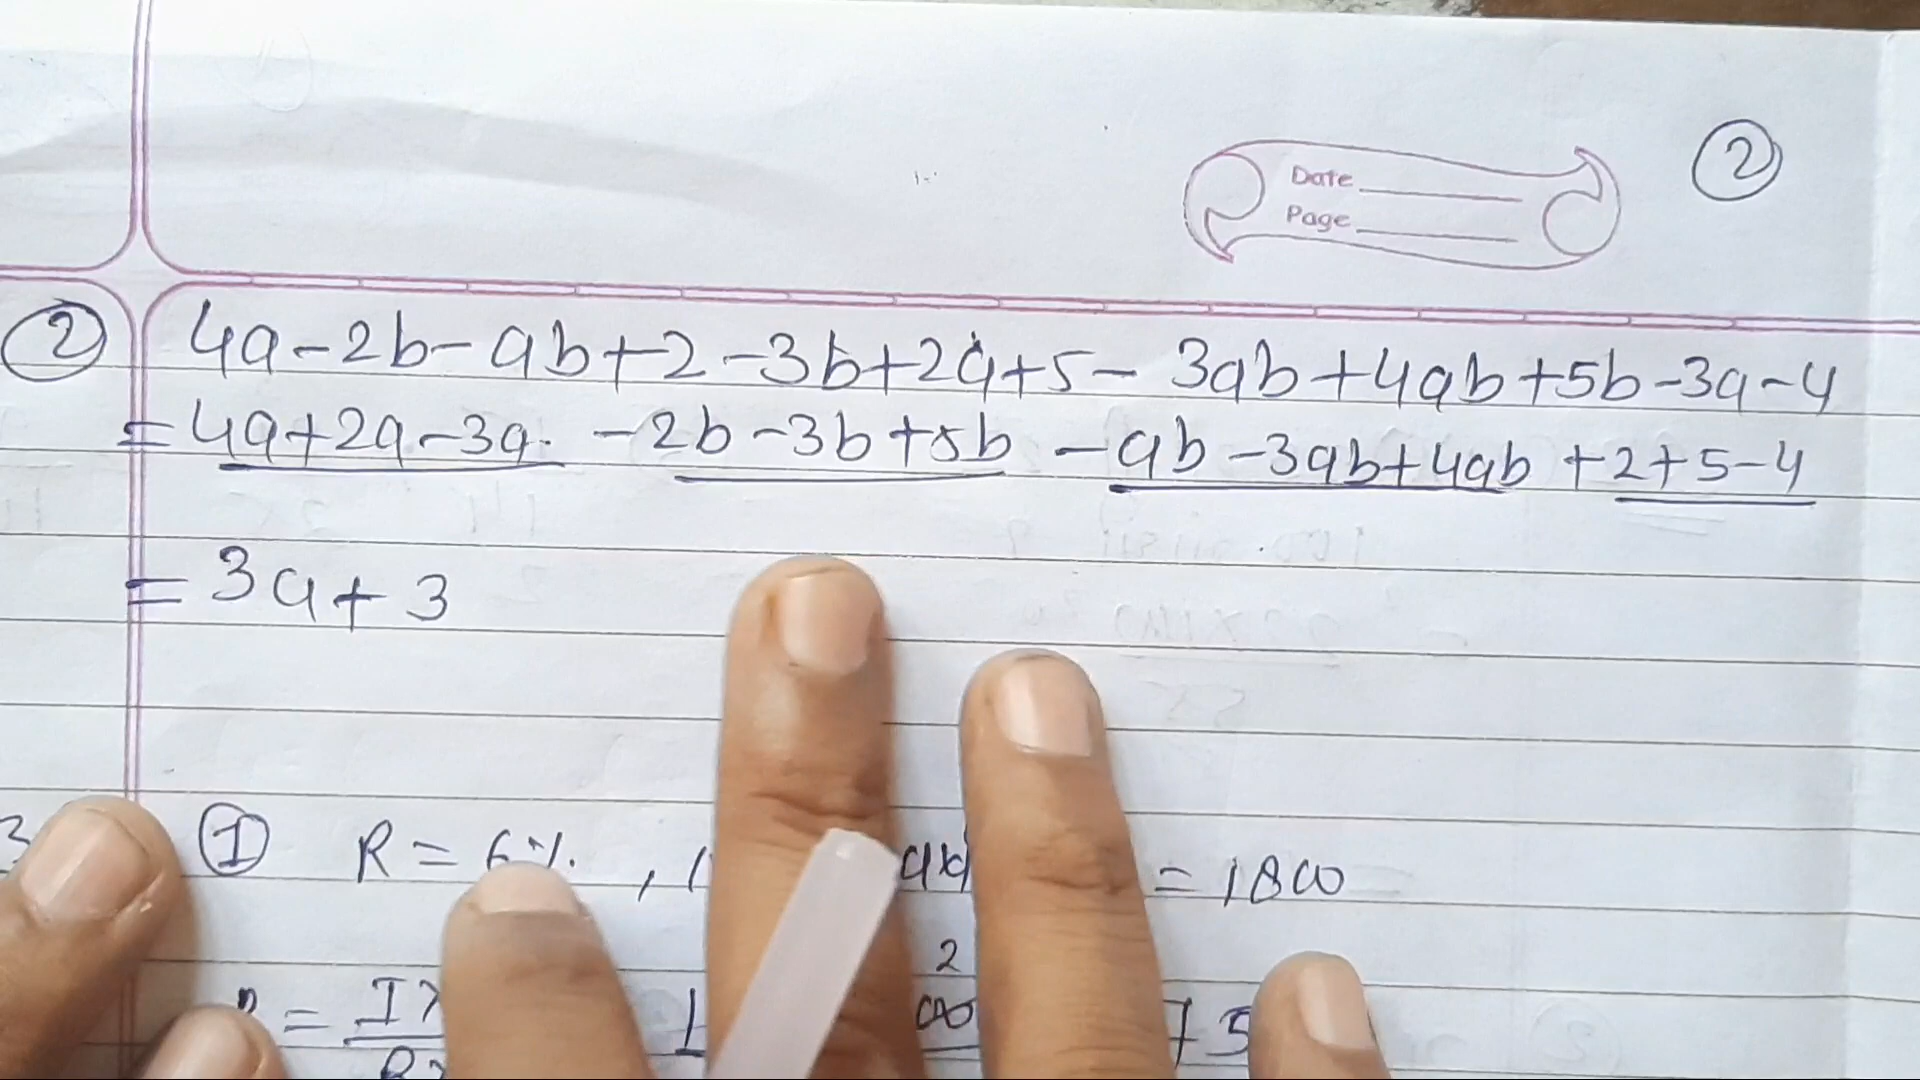 Date
Page
②
② 4a-2b-ab+2-3b+2a+5-3ab+4ab+5b-3a-4
=4a+2a-3a -2b-3b+5b -ab-3ab+4ab +2+5-4
= 3a+3
① R = 6%, = 1800